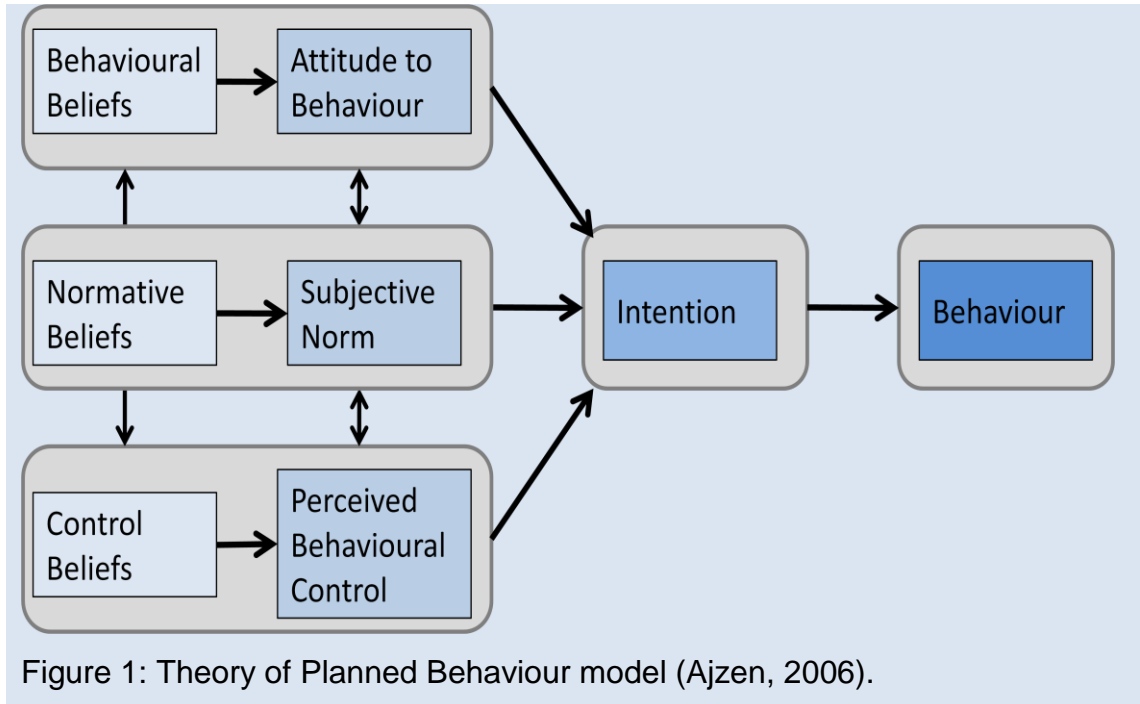 Behavioural
Beliefs
Attitude to
Behaviour
Normative
Beliefs
Subjective
Norm
Intention
Behaviour
Control
Beliefs
Perceived
Behavioural
Control
Figure 1: Theory of Planned Behaviour model (Ajzen, 2006).